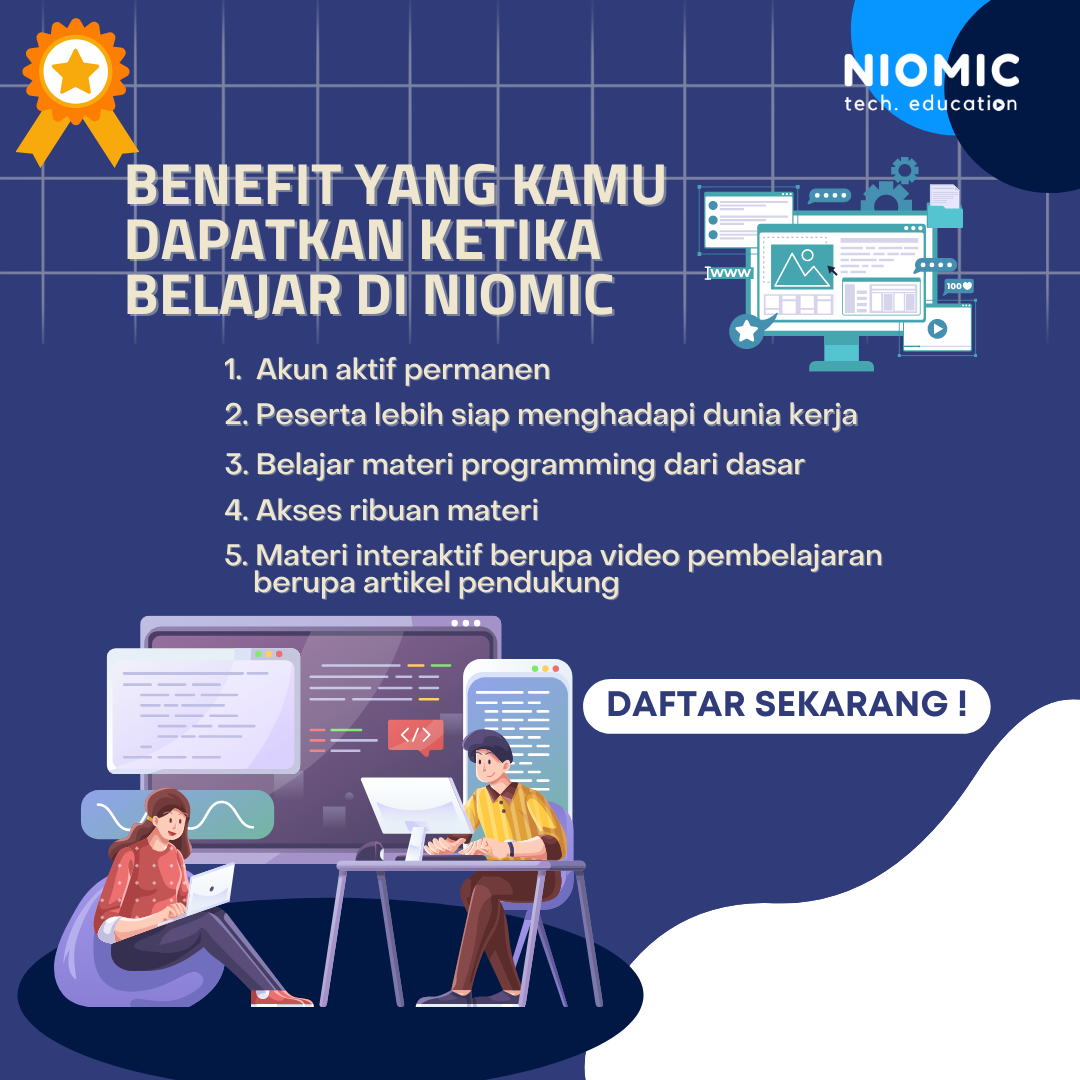 NIOMIC
tech. education
BENEFIT YANG KAMU
DAPATKAN KETIKA
BELAJAR DI NIOMIC
WWW
100
1. Akun aktif permanen
2. Peserta lebih siap menghadapi dunia kerja
3. Belajar materi programming dari dasar
4. Akses ribuan materi
5. Materi interaktif berupa video pembelajaran
berupa artikel pendukung
</>
DAFTAR SEKARANG !